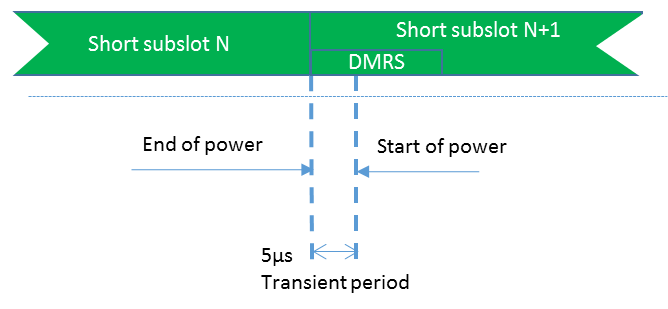 Short subslot N
Short subslot N+1
DMRS
End of power
Start of power
5µs
Transient period